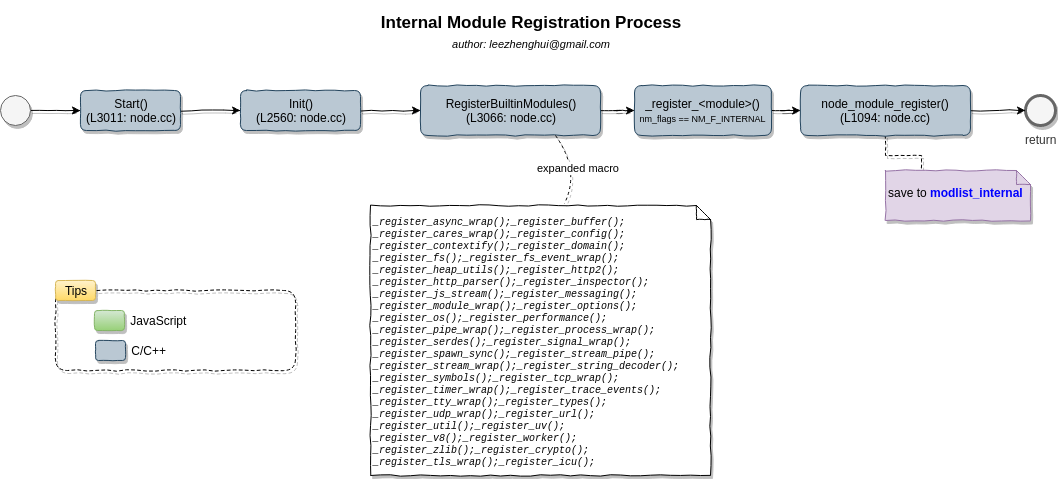 Internal Module Registration Process
author: leezhenghui@gmail.com
Start()
(L3011: node.cc)
Init()
(L2560: node.cc)
RegisterBuiltinModules()
(L3066: node.cc)
_register_<module>()
nm_flags == NM_F_INTERNAL
node_module_register()
(L1094: node.cc)
return
expanded macro
save to modlist_internal
_register_async_wrap();_register_buffer();
_register_cares_wrap();_register_config();
_register_contextify();_register_domain();
_register_fs();_register_fs_event_wrap();
_register_heap_utils();_register_http2();
_register_http_parser();_register_inspector();
_register_js_stream();_register_messaging();
_register_module_wrap();_register_options();
_register_os();_register_performance();
_register_pipe_wrap();_register_process_wrap();
_register_serdes();_register_signal_wrap();
_register_spawn_sync();_register_stream_pipe();
_register_stream_wrap();_register_string_decoder();
_register_symbols();_register_tcp_wrap();
_register_timer_wrap();_register_trace_events();
_register_tty_wrap();_register_types();
_register_udp_wrap();_register_url();
_register_util();_register_uv();
_register_v8();_register_worker();
_register_zlib();_register_crypto();
_register_tls_wrap();_register_icu();
Tips
JavaScript
C/C++